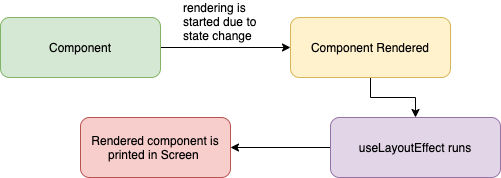 rendering is
started due to
state change
Component
Component Rendered
Rendered component is
printed in Screen
useLayoutEffect runs